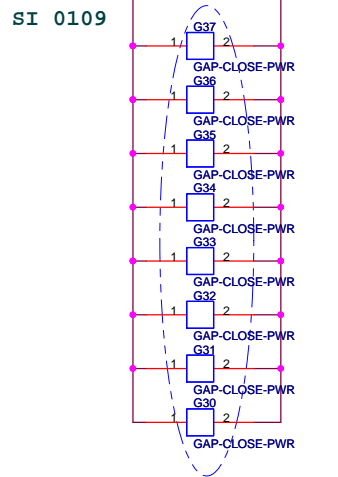 SI 0109
G37
1 2
GAP-CLOSE-PWR
G36
1 2
GAP-CLOSE-PWR
G35
1 2
GAP-CLOSE-PWR
G34
1 2
GAP-CLOSE-PWR
G33
1 2
GAP-CLOSE-PWR
G32
1 2
GAP-CLOSE-PWR
G31
1 2
GAP-CLOSE-PWR
G30
1 2
GAP-CLOSE-PWR